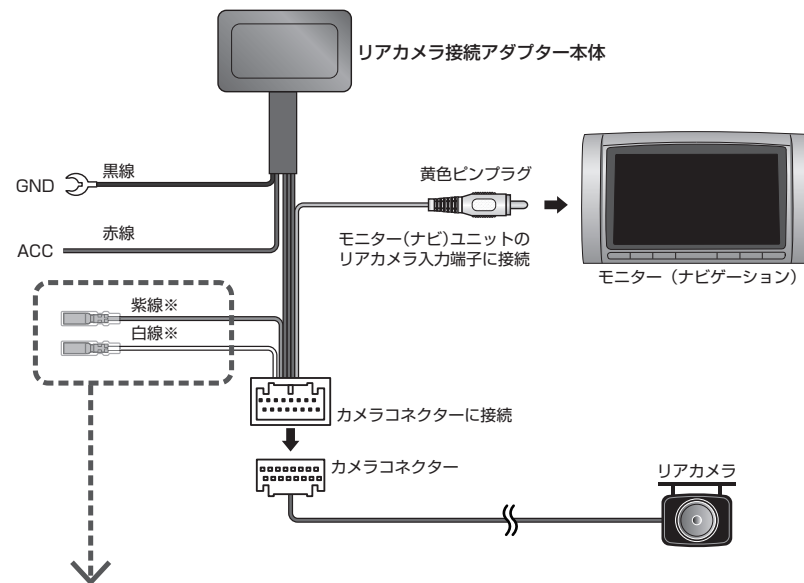 リアカメラ接続アダプター本体
GND
黒線
黄色ピンプラグ
ACC
赤線
モニター(ナビ)ユニットの
リアカメラ入力端子に接続
モニター（ナビゲーション）
紫線※
白線※
カメラコネクターに接続
カメラコネクター
リアカメラ